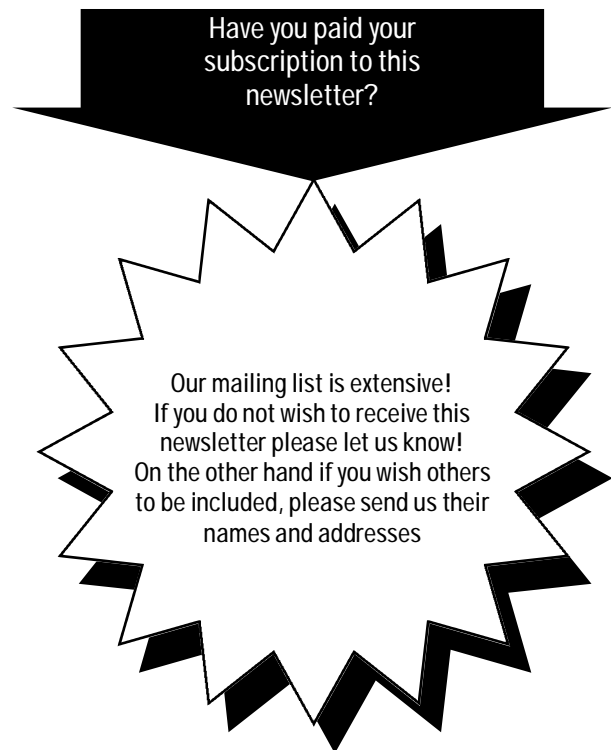 Have you paid your
subscription to this
newsletter?
Our mailing list is extensive!
If you do not wish to receive this
newsletter please let us know!
On the other hand if you wish others
to be included, please send us their
names and addresses